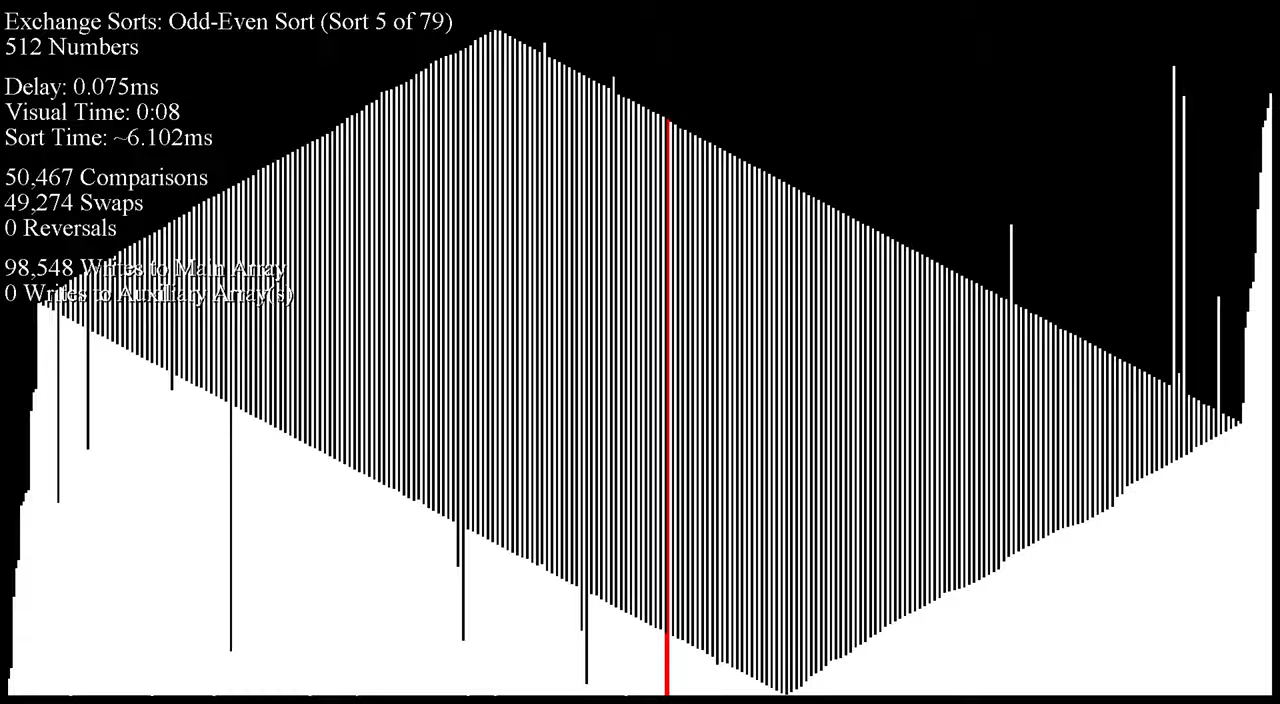 Exchange Sorts: Odd-Even Sort (Sort 5 of 79)
512 Numbers
Delay: 0.075ms
Visual Time: 0:08
Sort Time: ~6.102ms
50,467 Comparisons
49,274 Swaps
0 Reversals
98,548 Writes to Main Array
0 Writes to Auxiliary Array(s)